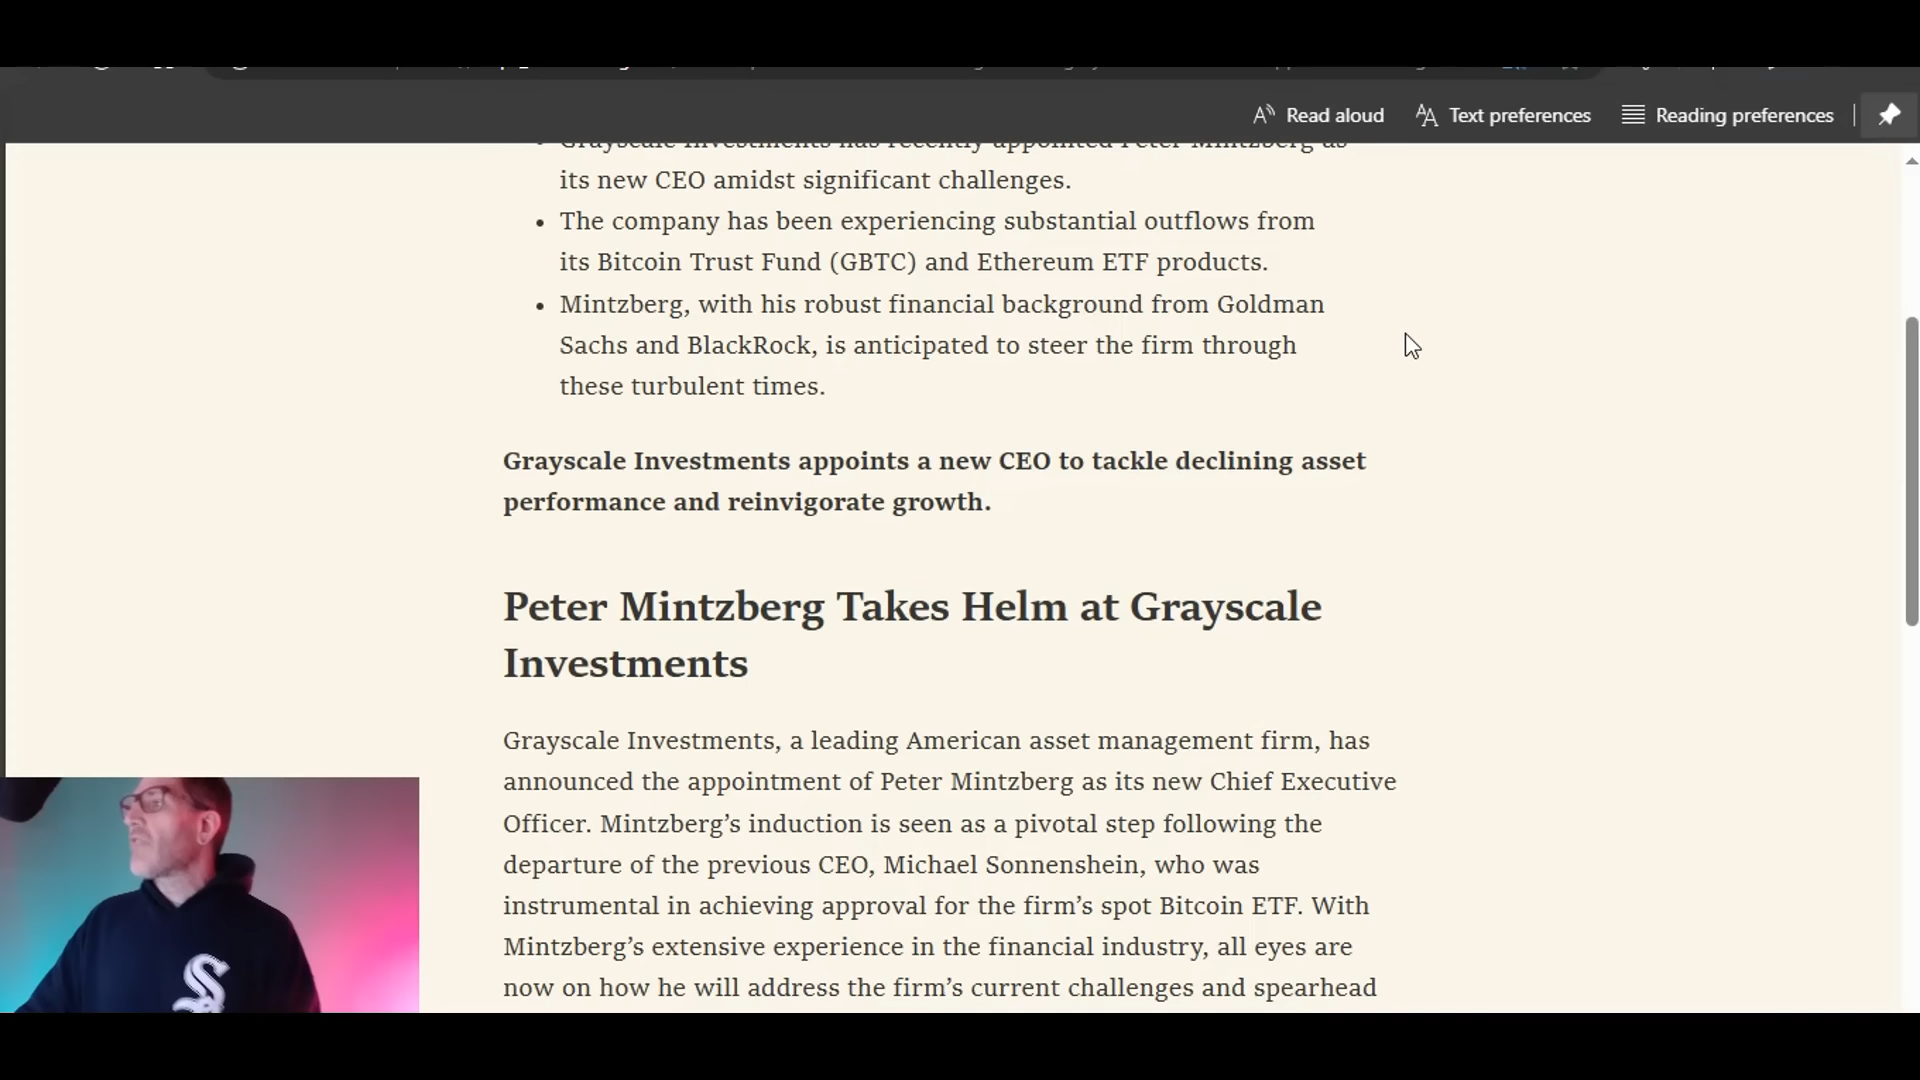 Read aloud
Text preferences
Reading preferences
Grayscale Investments has recently appointed Peter Mintzberg as
its new CEO amidst significant challenges.
• The company has been experiencing substantial outflows from
its Bitcoin Trust Fund (GBTC) and Ethereum ETF products.
• Mintzberg, with his robust financial background from Goldman
Sachs and BlackRock, is anticipated to steer the firm through
these turbulent times.
Grayscale Investments appoints a new CEO to tackle declining asset
performance and reinvigorate growth.
Peter Mintzberg Takes Helm at Grayscale
Investments
Grayscale Investments, a leading American asset management firm, has
announced the appointment of Peter Mintzberg as its new Chief Executive
Officer. Mintzberg’s induction is seen as a pivotal step following the
departure of the previous CEO, Michael Sonnenshein, who was
instrumental in achieving approval for the firm’s spot Bitcoin ETF. With
Mintzberg’s extensive experience in the financial industry, all eyes are
now on how he will address the firm’s current challenges and spearhead